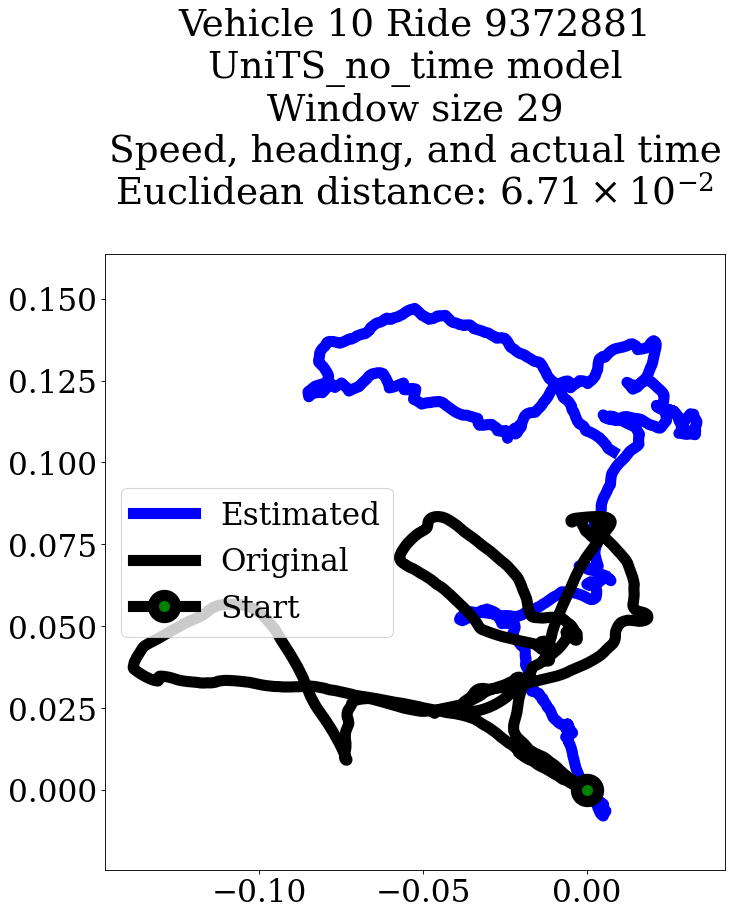 Vehicle 10 Ride 9372881
UniTS_no_time model
Window size 29
Speed, heading, and actual time
Euclidean distance: 6.71 × 10⁻²
0.150
0.125
0.100
0.075
0.050
0.025
0.000
Estimated
Original
Start
−0.10
−0.05
0.00